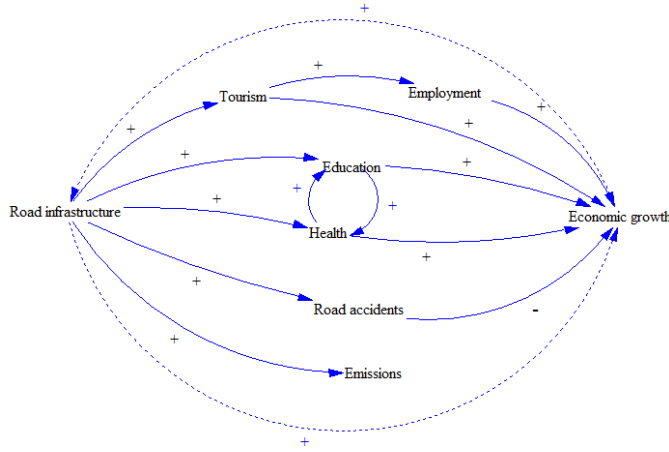 +
+
Tourism
Employment
+
+
+
+
+
Education
+
+
+
Road infrastructure
Health
Economic growth
+
+
Road accidents
-
+
Emissions
+